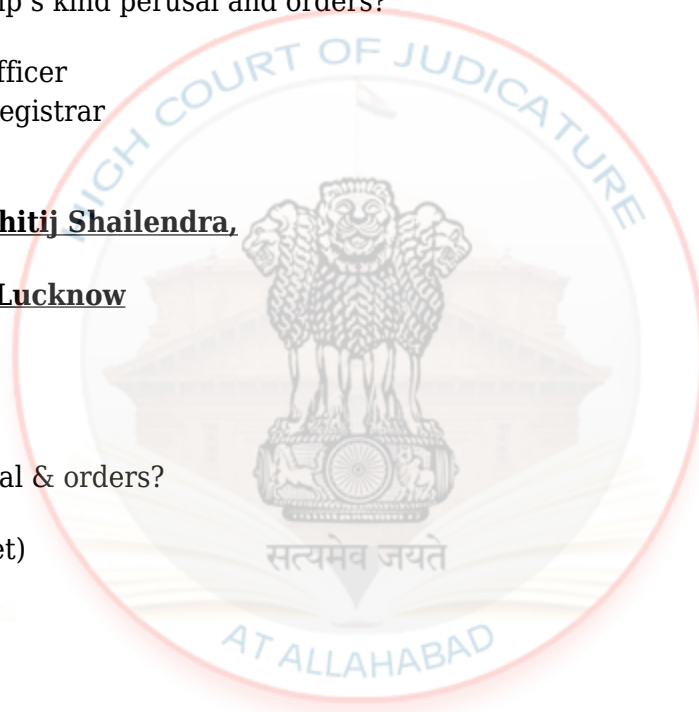 ip's kind perusal and orders?
fficer
egistrar
hitij Shailendra,
Lucknow
al & orders?
et)
HIGH COURT OF JUDICATURE
सत्यमेव जयते
AT ALLAHABAD